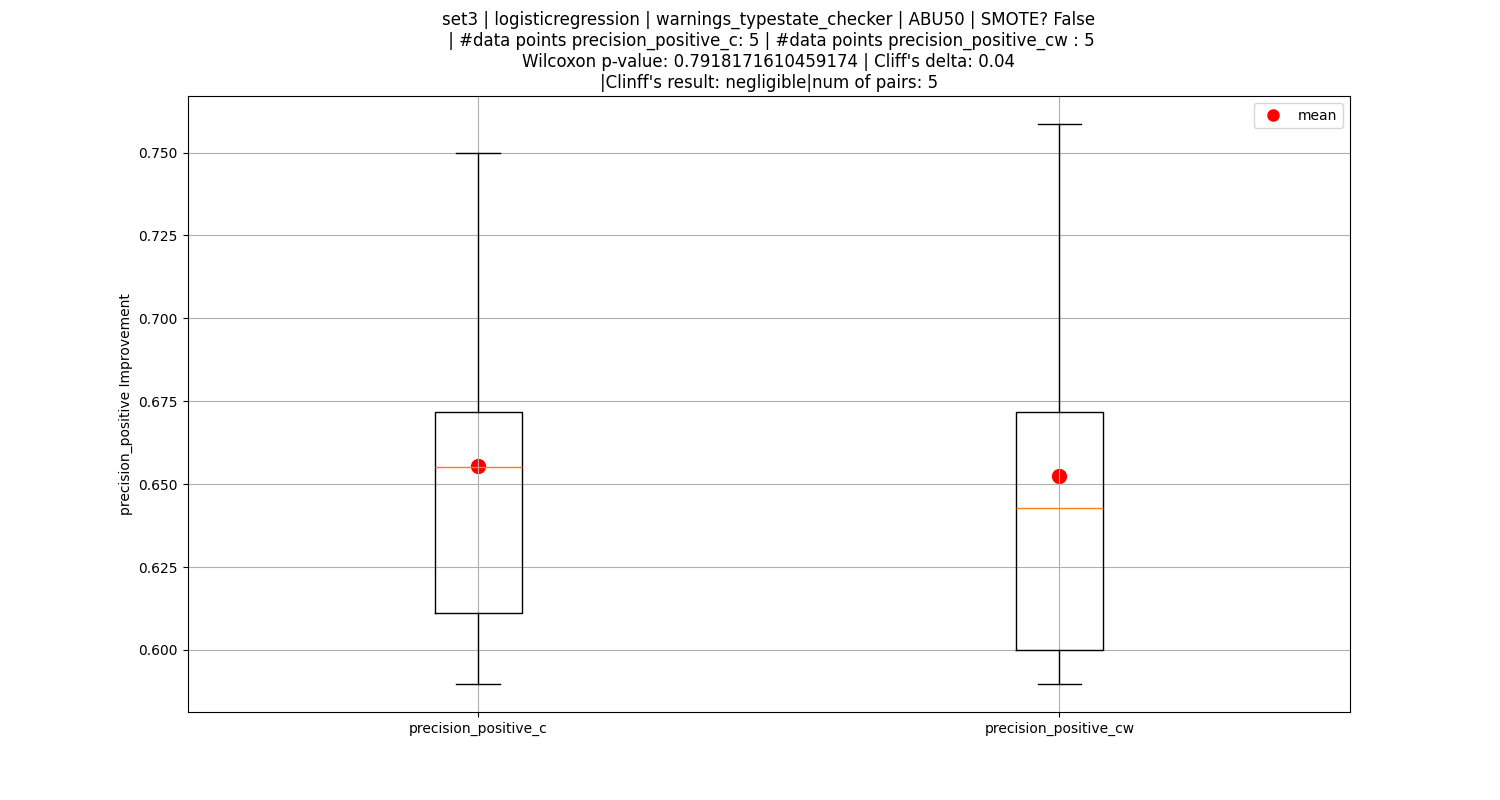 set3 | logisticregression | warnings_typestate_checker | ABU50 | SMOTE? False
| #data points precision_positive_c: 5 | #data points precision_positive_cw : 5
Wilcoxon p-value: 0.7918171610459174 | Cliff's delta: 0.04
|Clinff's result: negligible|num of pairs: 5
mean
0.750
0.725
0.700
0.675
0.650
0.625
0.600
precision_positive Improvement
precision_positive_c
precision_positive_cw